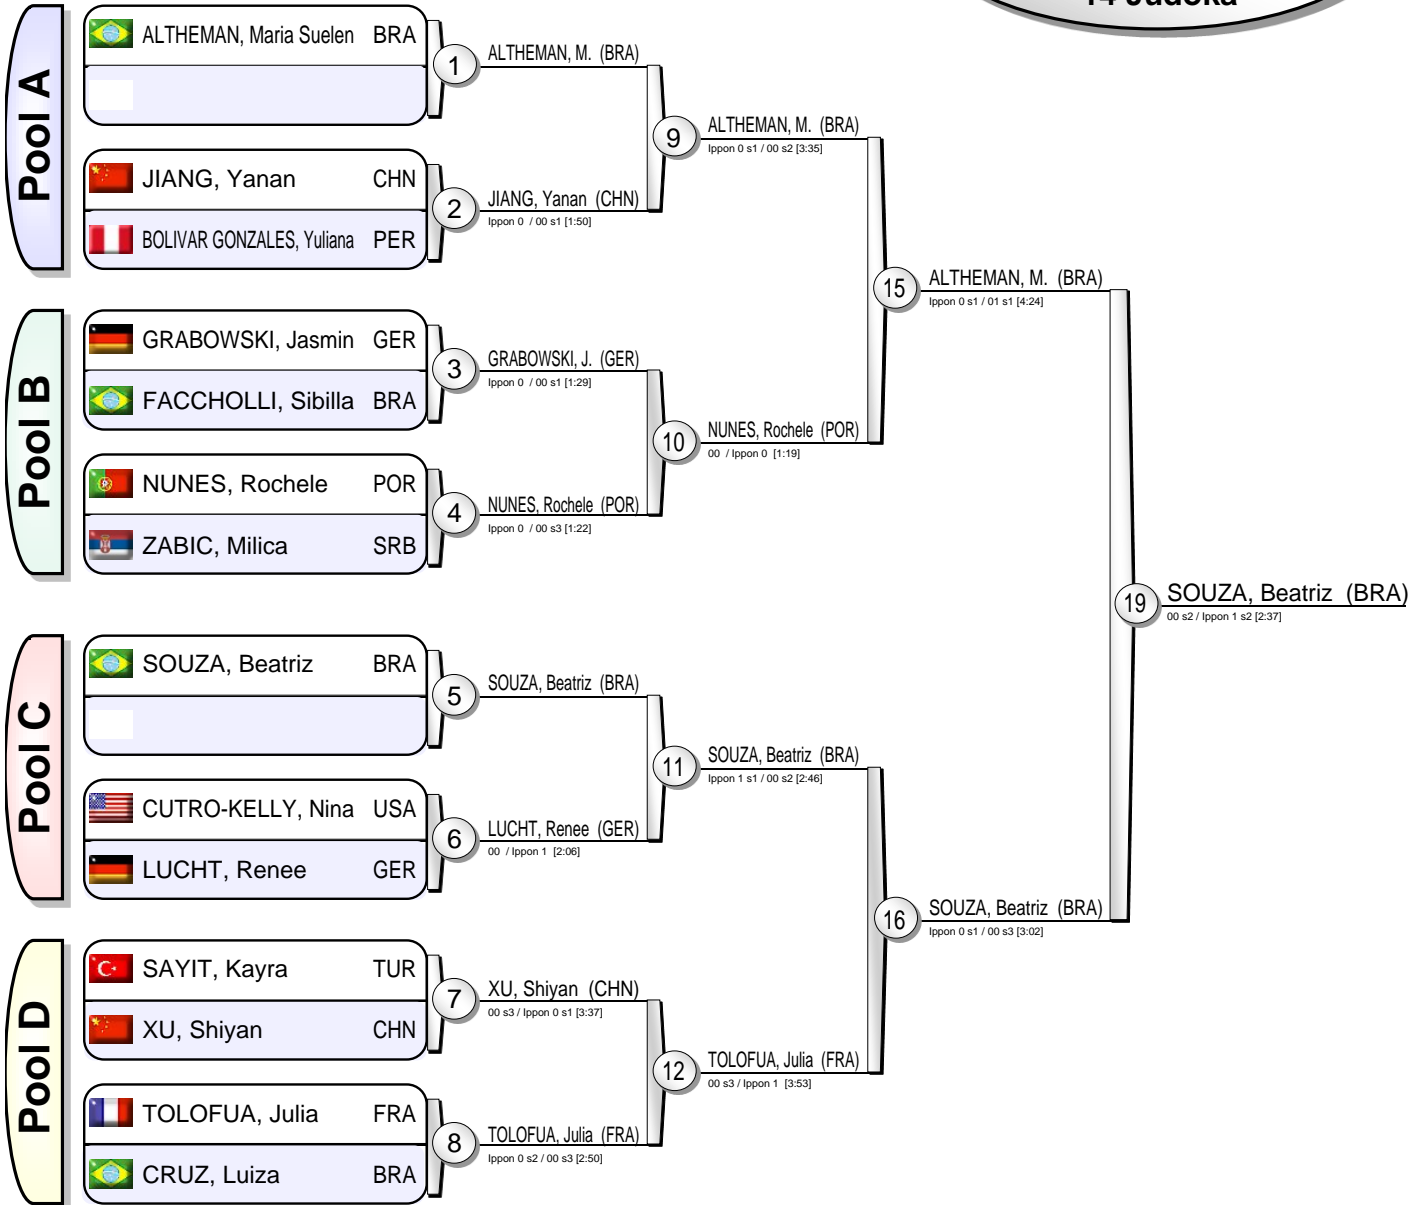 14 Judoka
Pool A
ALTHEMAN, Maria Suelen BRA
1
ALTHEMAN, M. (BRA)
JIANG, Yanan CHN
BOLIVAR GONZALES, Yuliana PER
2
JIANG, Yanan (CHN)
Ippon 0 / 00 s1 [1:50]
9
ALTHEMAN, M. (BRA)
Ippon 0 s1 / 00 s2 [3:35]
Pool B
GRABOWSKI, Jasmin GER
FACCHOLLI, Sibilla BRA
3
GRABOWSKI, J. (GER)
Ippon 0 / 00 s1 [1:29]
NUNES, Rochele POR
ZABIC, Milica SRB
4
NUNES, Rochele (POR)
Ippon 0 / 00 s3 [1:22]
10
NUNES, Rochele (POR)
00 / Ippon 0 [1:19]
15
ALTHEMAN, M. (BRA)
Ippon 0 s1 / 01 s1 [4:24]
Pool C
SOUZA, Beatriz BRA
5
SOUZA, Beatriz (BRA)
CUTRO-KELLY, Nina USA
LUCHT, Renee GER
6
LUCHT, Renee (GER)
00 / Ippon 1 [2:06]
11
SOUZA, Beatriz (BRA)
Ippon 1 s1 / 00 s2 [2:46]
Pool D
SAYIT, Kayra TUR
XU, Shiyan CHN
7
XU, Shiyan (CHN)
00 s3 / Ippon 0 s1 [3:37]
TOLOFUA, Julia FRA
CRUZ, Luiza BRA
8
TOLOFUA, Julia (FRA)
Ippon 0 s2 / 00 s3 [2:50]
12
TOLOFUA, Julia (FRA)
00 s3 / Ippon 1 [3:53]
16
SOUZA, Beatriz (BRA)
Ippon 0 s1 / 00 s3 [3:02]
19
SOUZA, Beatriz (BRA)
00 s2 / Ippon 1 s2 [2:37]